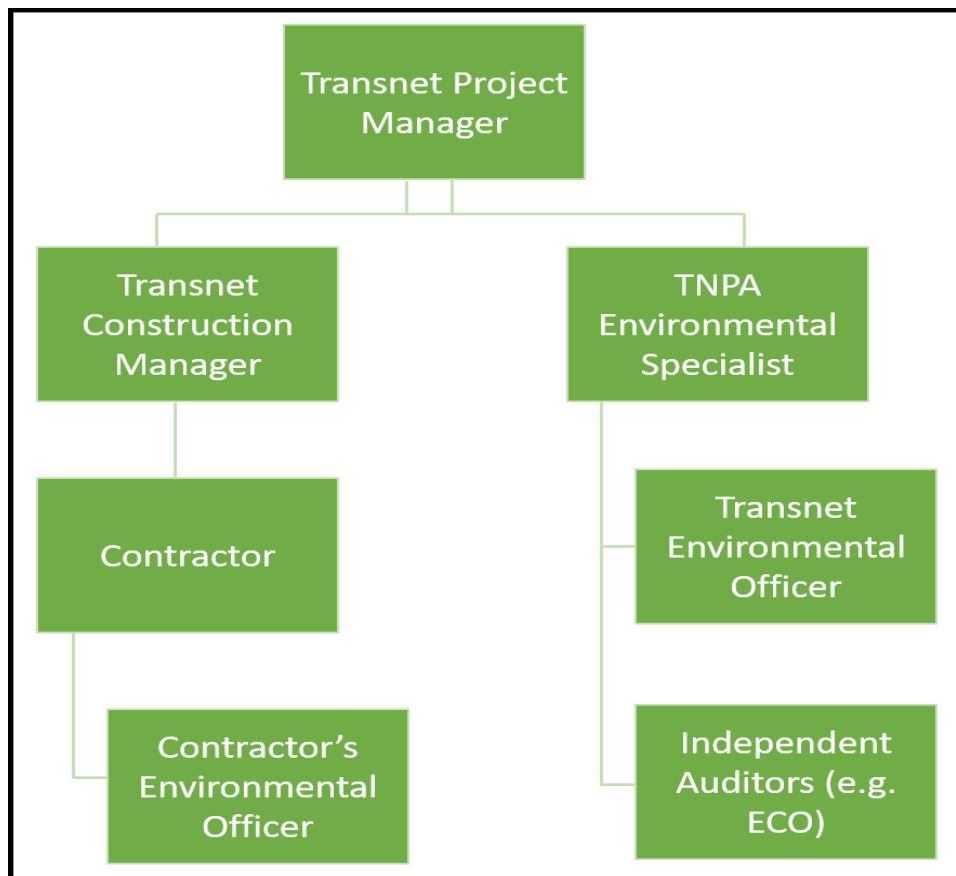 Transnet Project
Manager
Transnet
Construction
Manager
TNPA
Environmental
Specialist
Contractor
Transnet
Environmental
Officer
Contractor’s
Environmental
Officer
Independent
Auditors (e.g.
ECO)